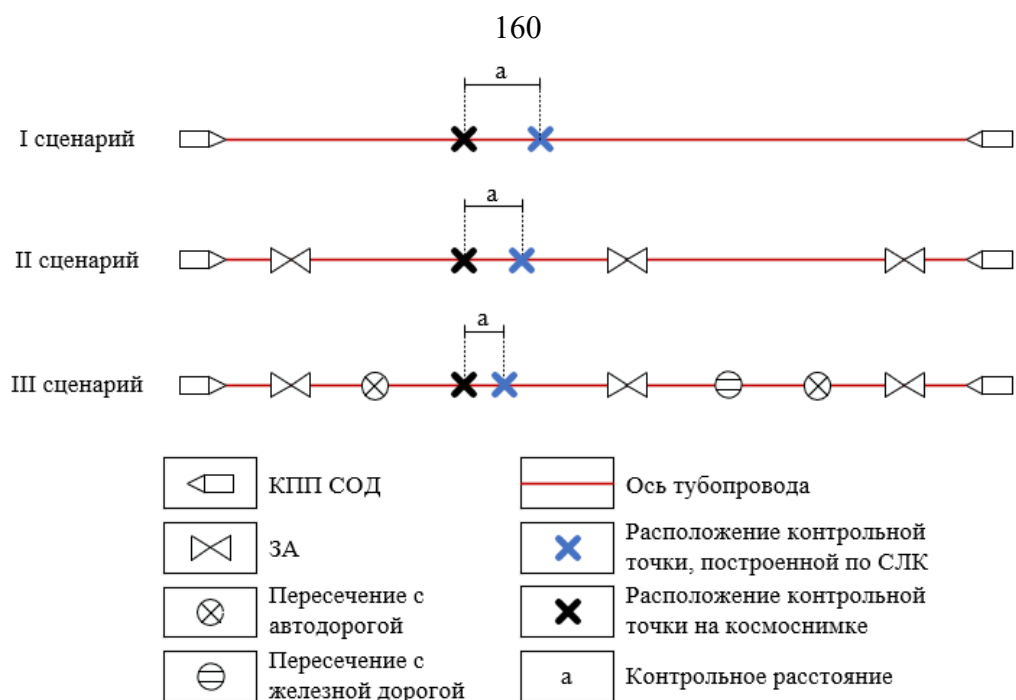 160
a
I сценарий
a
II сценарий
a
III сценарий
КПП СОД
Ось тубопровода
ЗА
Расположение контрольной
точки, построенной по СЛК
Пересечение с
автодорогой
Расположение контрольной
точки на космоснимке
Пересечение с
железной дорогой
a
Контрольное расстояние